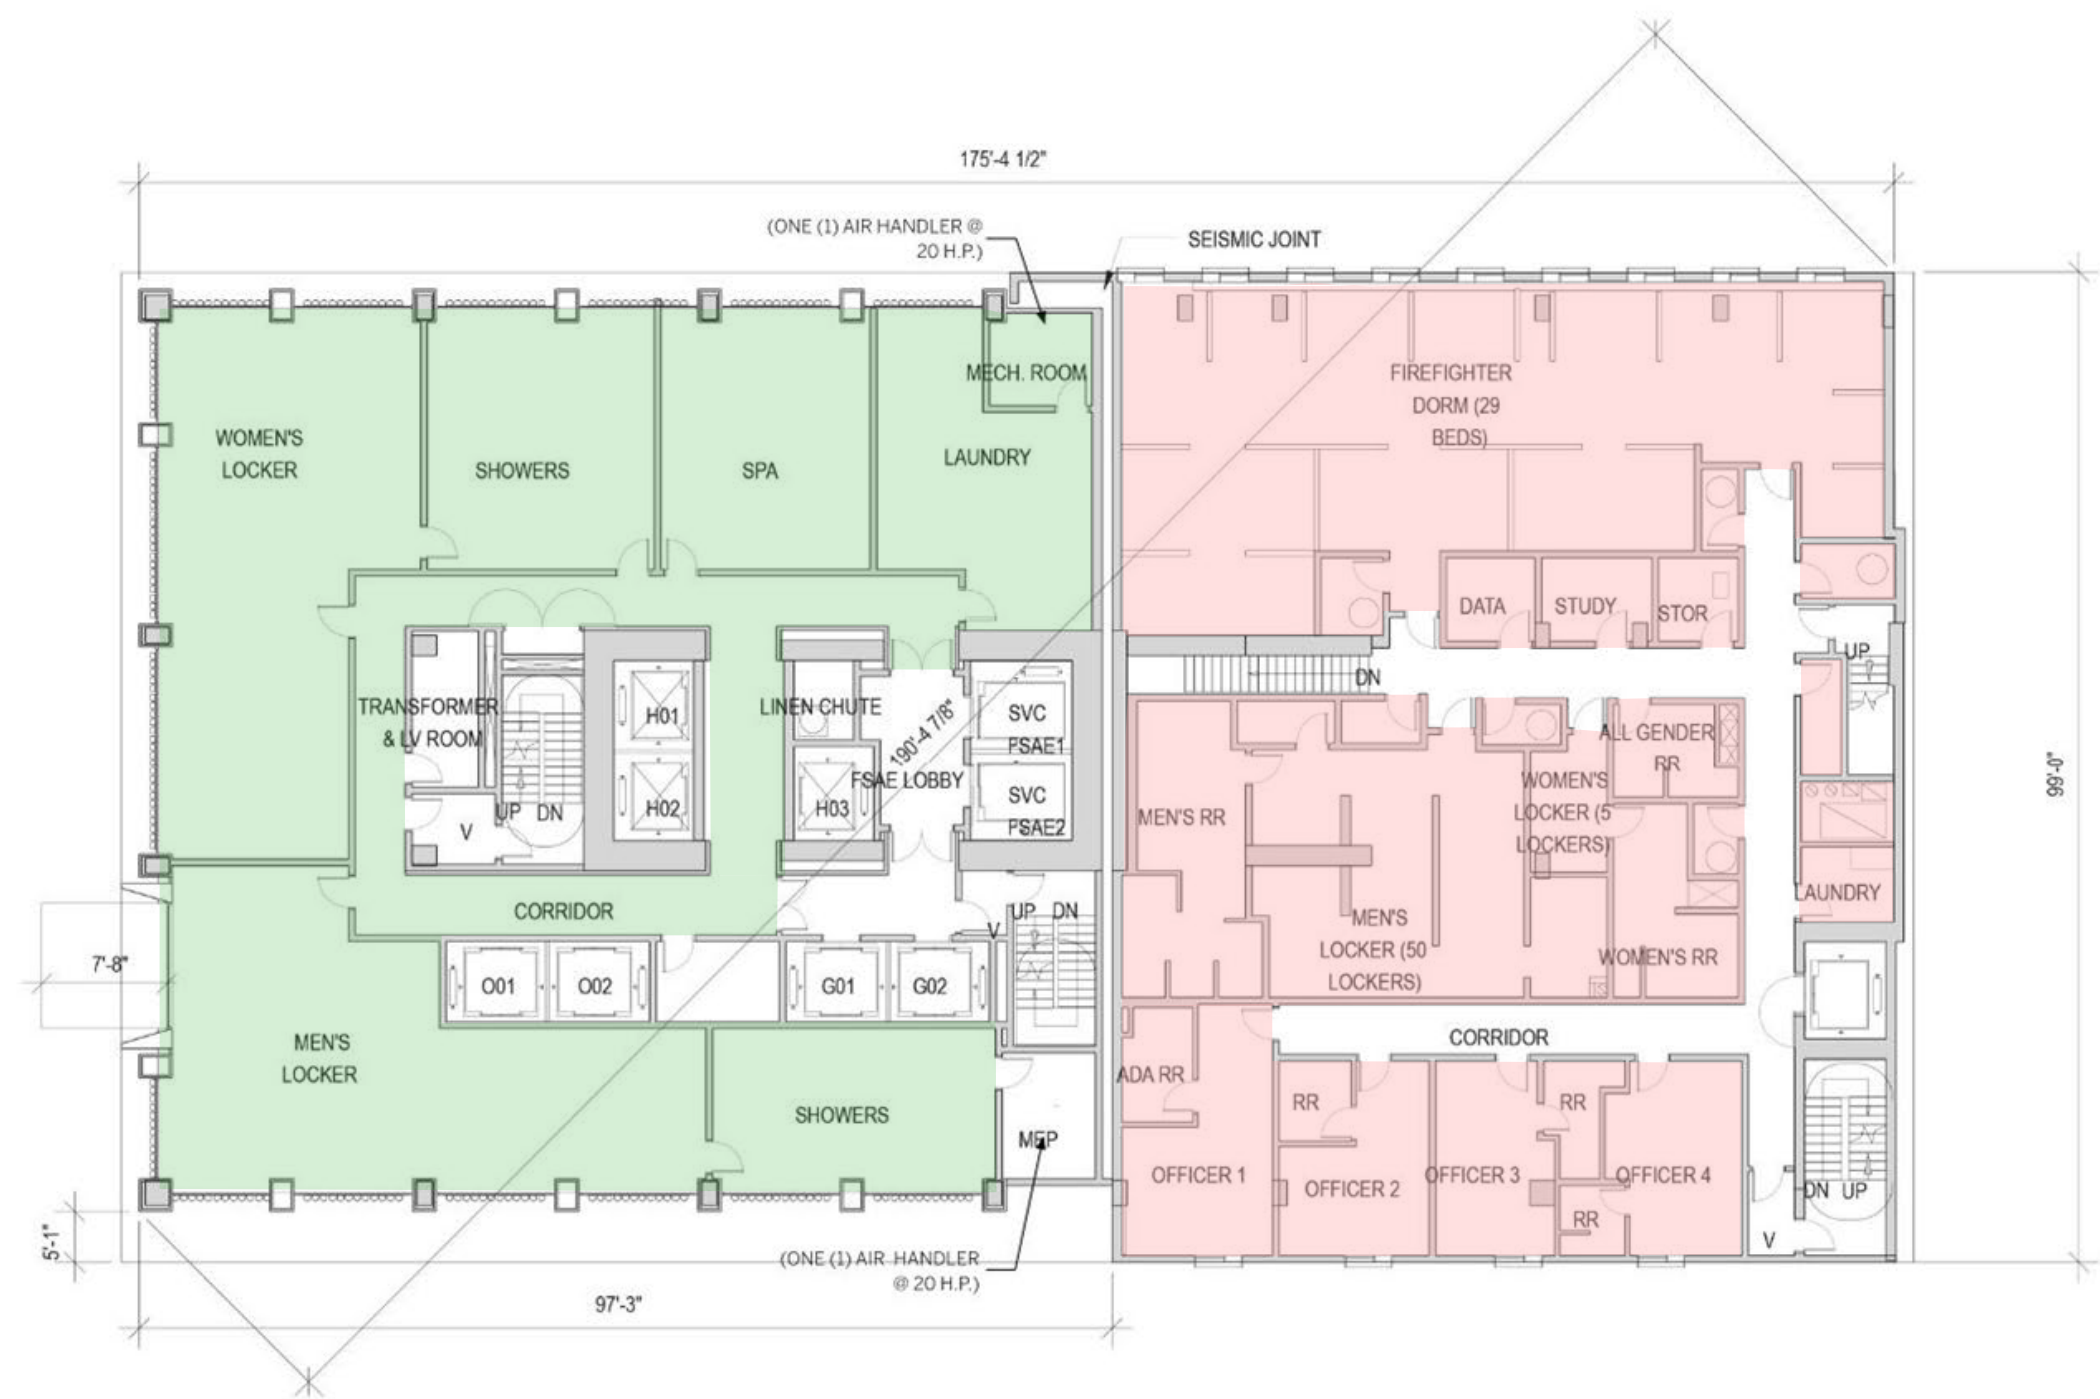 175'-4 1/2"
(ONE (1) AIR HANDLER @
20 H.P.)
SEISMIC JOINT
MECH. ROOM
WOMEN'S
LOCKER
SHOWERS
SPA
LAUNDRY
FIREFIGHTER
DORM (29
BEDS)
DATA
STUDY
STOR
UP
DN
TRANSFORMER
& LV ROOM
H01
LINEN CHUTE
190'-4 7/8"
SVC
FSAE1
ALL GENDER
RR
99'-0"
UP
DN
V
H02
H03
FSAE LOBBY
SVC
FSAE2
MEN'S RR
WOMEN'S
LOCKER (5
LOCKERS)
LAUNDRY
CORRIDOR
UP
DN
V
MEN'S
LOCKER (50
LOCKERS)
WOMEN'S RR
TS
7'-8"
O01
O02
G01
G02
MEN'S
LOCKER
CORRIDOR
ADA RR
RR
RR
SHOWERS
MEP
OFFICER 1
OFFICER 2
OFFICER 3
OFFICER 4
DN
UP
RR
V
5'-1"
(ONE (1) AIR HANDLER
@ 20 H.P.)
97'-3"